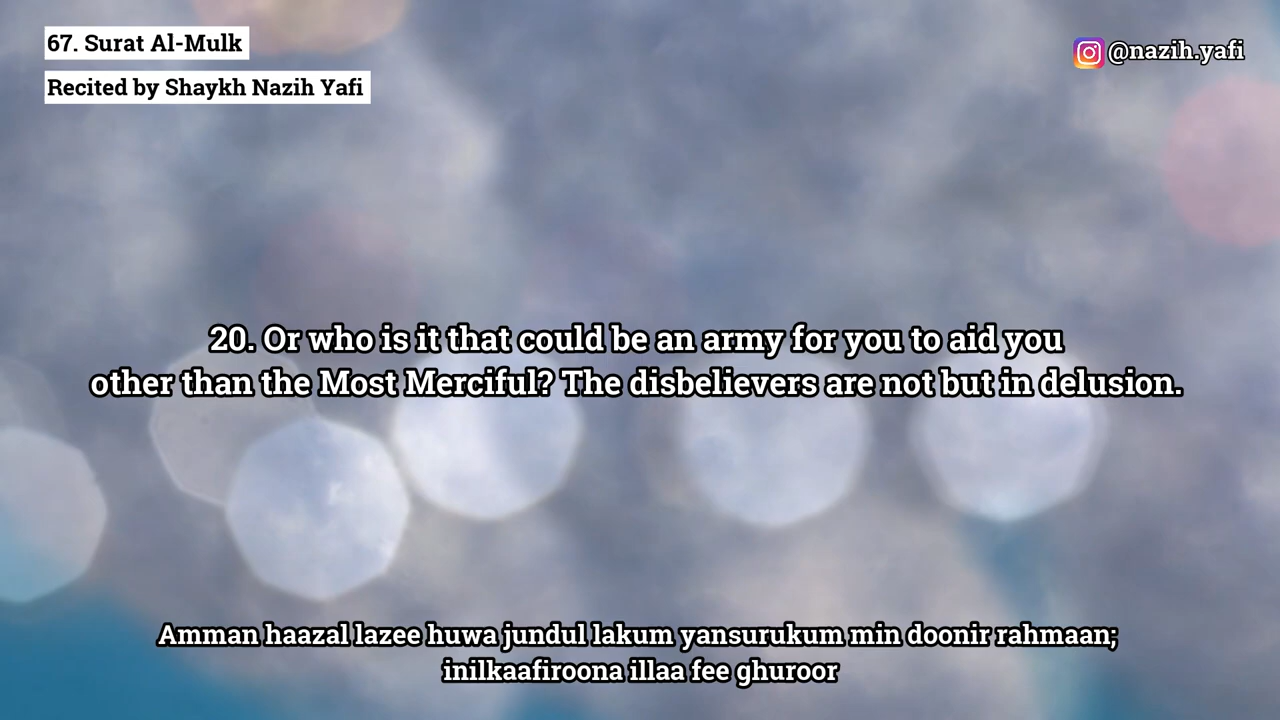 67. Surat Al-Mulk
@nazih.yafi
Recited by Shaykh Nazih Yafi
20. Or who is it that could be an army for you to aid you
other than the Most Merciful? The disbelievers are not but in delusion.
Amman haazal lazee huwa jundul lakum yansurukum min doonir rahmaan;
inilkaafiroona illaa fee ghuroor